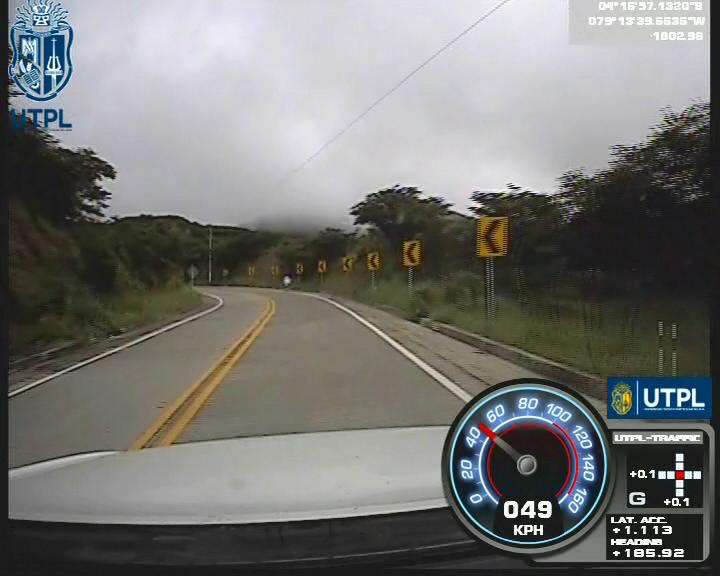 04°16'57.1320"S
079°13'39.6636"W
1802.98
UTPL
UTPL
UTPL-TRAFFIC
0 20 40 60 80 100 120 140 160
049
KPH
+0.1
G
+0.1
LAT. ACC.
+1.113
HEADING
+185.92